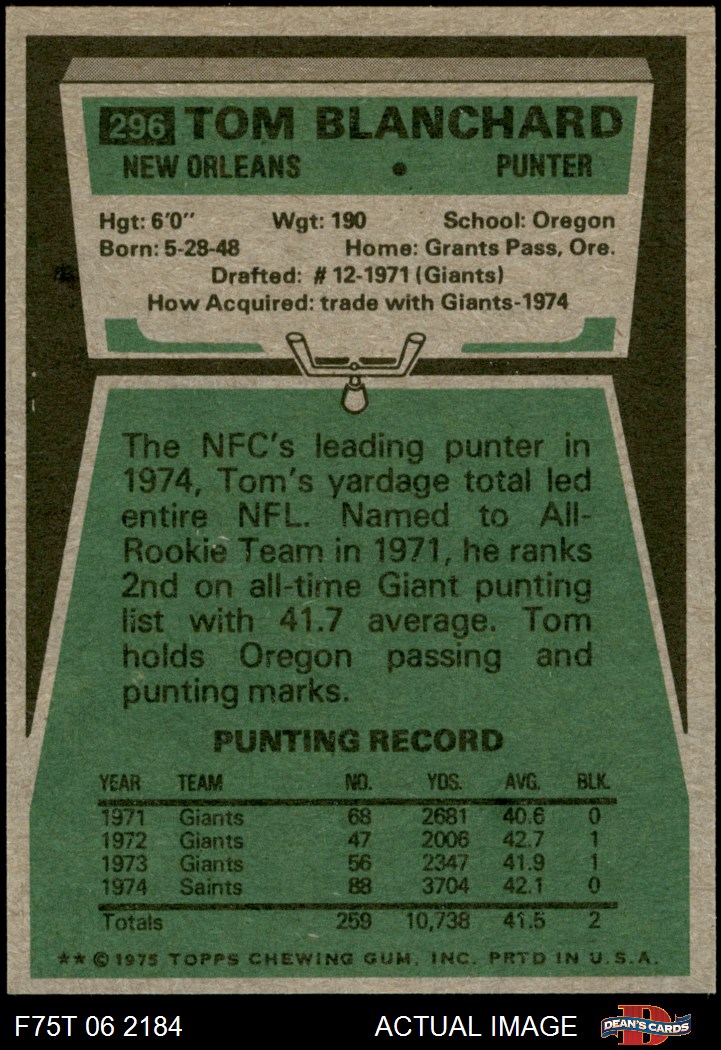 296 TOM BLANCHARD
NEW ORLEANS • PUNTER
Hgt: 6'0" Wgt: 190 School: Oregon
Born: 5-28-48 Home: Grants Pass, Ore.
Drafted: #12-1971 (Giants)
How Acquired: trade with Giants-1974
The NFC's leading punter in
1974, Tom's yardage total led
entire NFL. Named to All-
Rookie Team in 1971, he ranks
2nd on all-time Giant punting
list with 41.7 average. Tom
holds Oregon passing and
punting marks.
PUNTING RECORD
YEAR TEAM NO. YDS. AVG. BLK.
1971 Giants 68 2681 40.6 0
1972 Giants 47 2006 42.7 1
1973 Giants 56 2347 41.9 1
1974 Saints 88 3704 42.1 0
Totals 259 10,738 41.5 2
**©1975 TOPPS CHEWING GUM, INC. PRTD IN U.S.A.
F75T 06 2184 ACTUAL IMAGE D DEAN'S CARDS